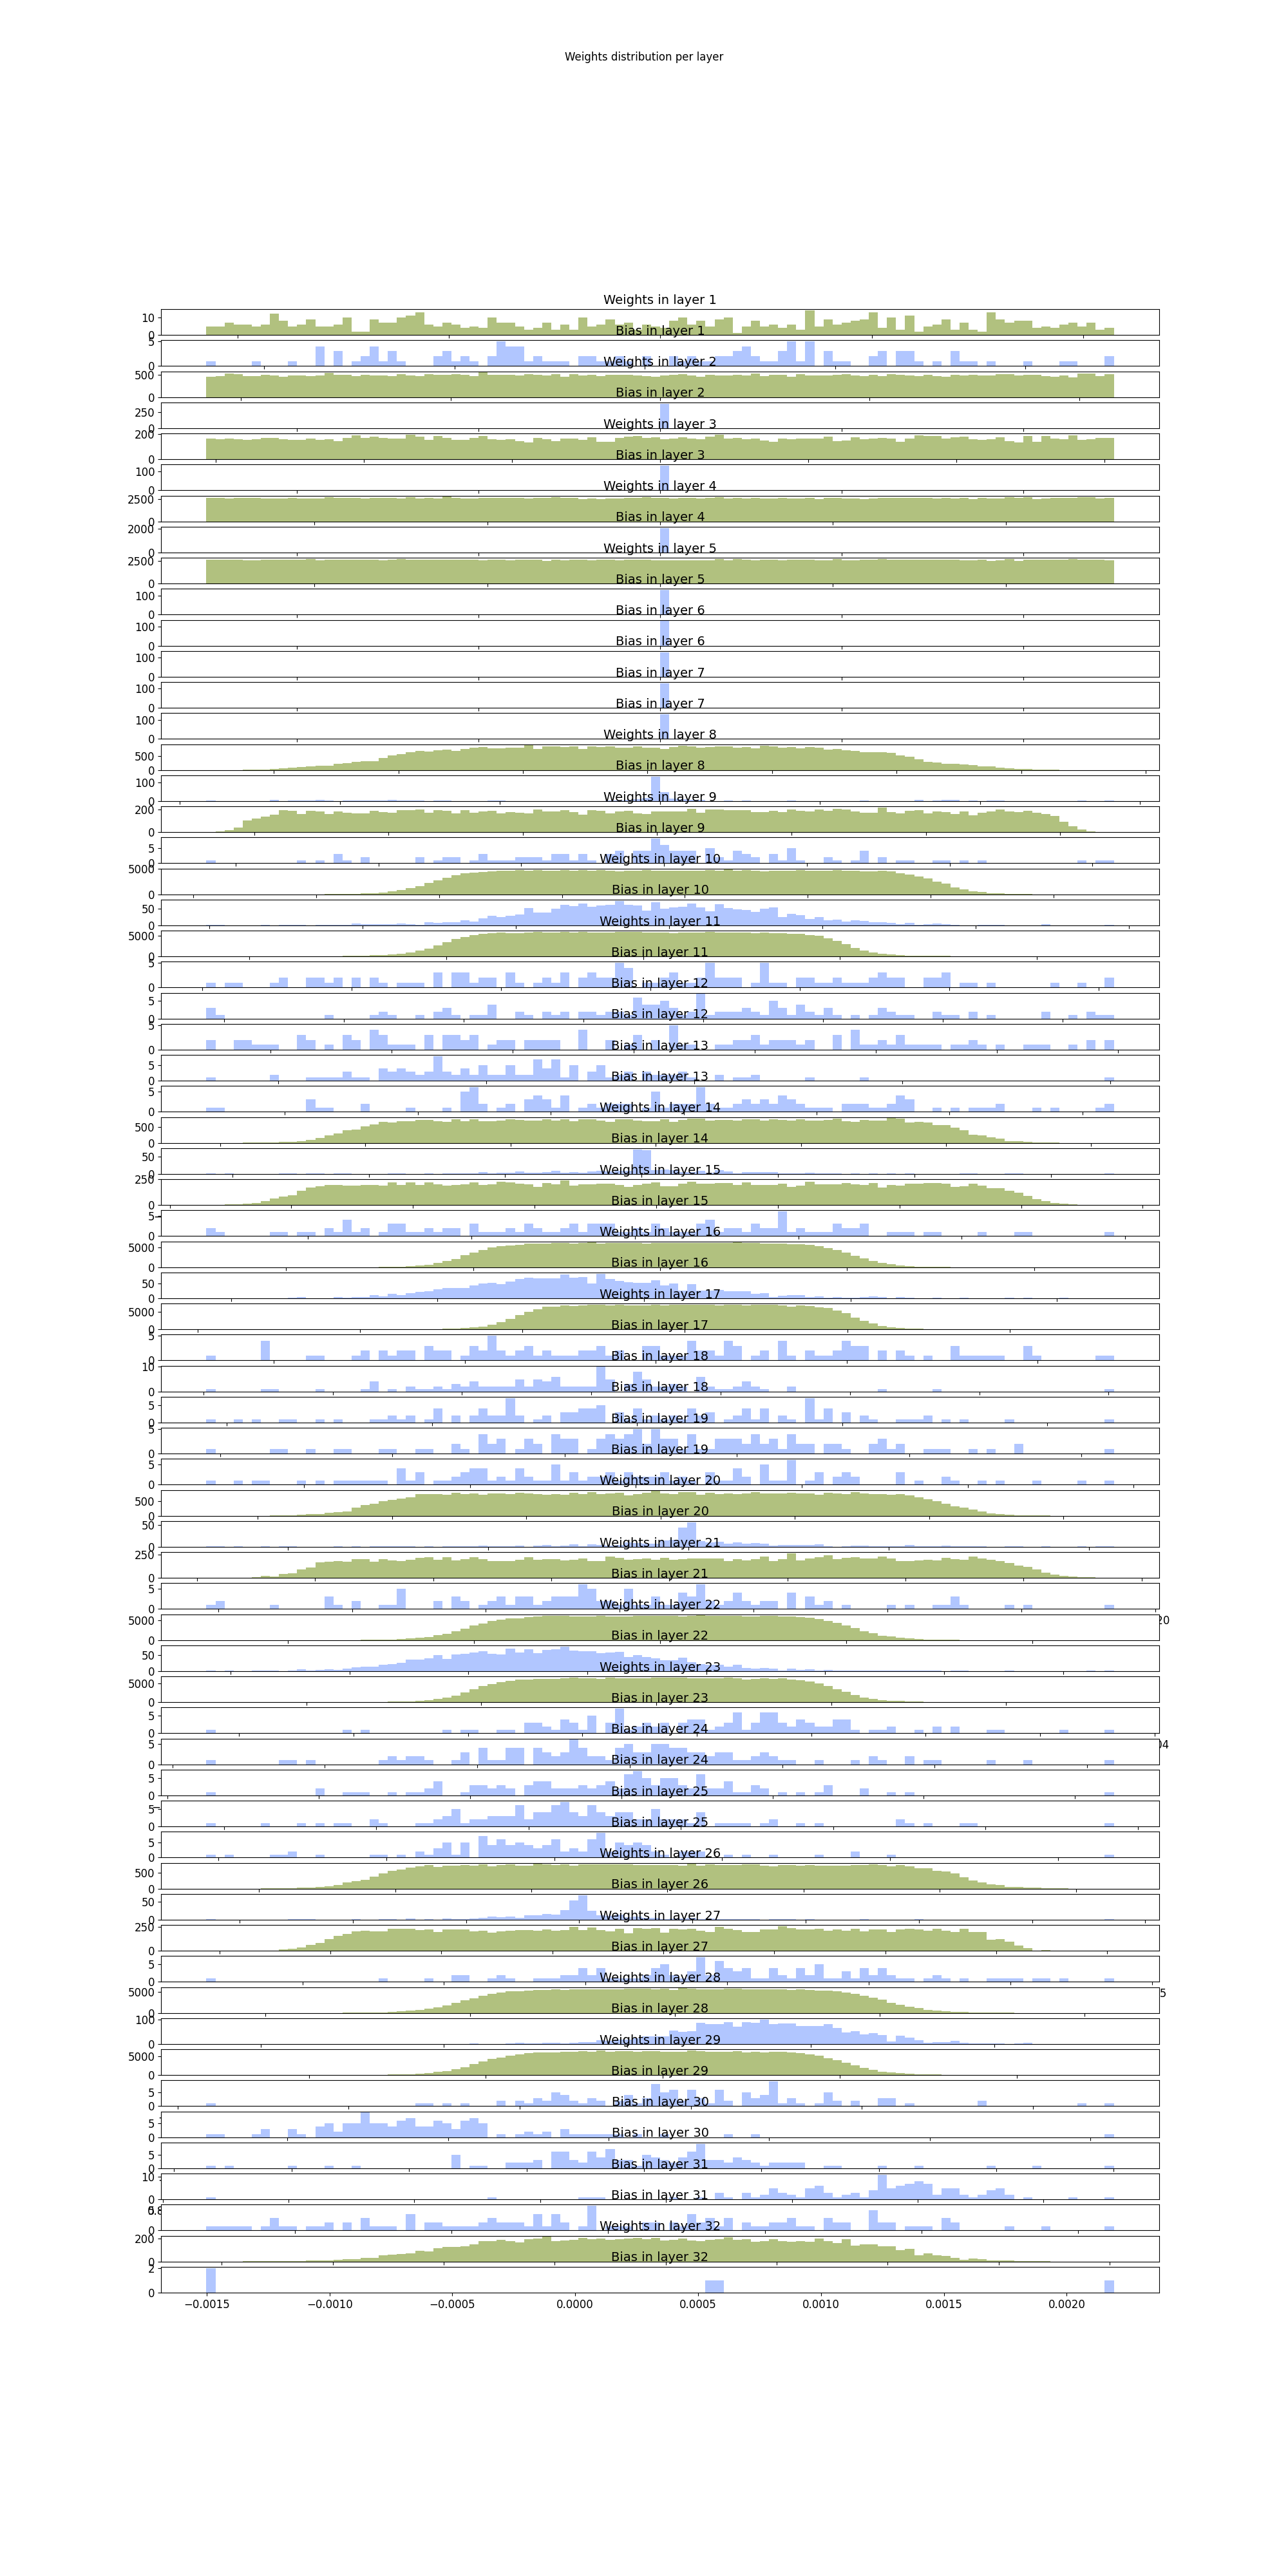 Weights distribution per layer
Weights in layer 1
10
0
Bias in layer 1
5
0
Weights in layer 2
500
0
Bias in layer 2
250
0
Weights in layer 3
200
0
Bias in layer 3
100
0
Weights in layer 4
2500
0
Bias in layer 4
2000
0
Weights in layer 5
2500
0
Bias in layer 5
100
0
Bias in layer 6
100
0
Bias in layer 6
100
0
Bias in layer 7
100
0
Bias in layer 7
100
0
Weights in layer 8
500
0
Bias in layer 8
100
0
Weights in layer 9
200
0
Bias in layer 9
5
0
Weights in layer 10
5000
0
Bias in layer 10
50
0
Weights in layer 11
5000
0
Bias in layer 11
5
0
Bias in layer 12
5
0
Bias in layer 12
5
0
Bias in layer 13
5
0
Bias in layer 13
5
0
Weights in layer 14
500
0
Bias in layer 14
50
0
Weights in layer 15
250
0
Bias in layer 15
5
0
Weights in layer 16
5000
0
Bias in layer 16
50
0
Weights in layer 17
5000
0
Bias in layer 17
5
0
Bias in layer 18
10
0
Bias in layer 18
5
0
Bias in layer 19
5
0
Bias in layer 19
5
0
Weights in layer 20
500
0
Bias in layer 20
50
0
Weights in layer 21
250
0
Bias in layer 21
5
0
Weights in layer 22
5000
0
Bias in layer 22
50
0
Weights in layer 23
5000
0
Bias in layer 23
5
0
Bias in layer 24
5
0
Bias in layer 24
5
0
Bias in layer 25
5
0
Bias in layer 25
5
0
Weights in layer 26
500
0
Bias in layer 26
50
0
Weights in layer 27
250
0
Bias in layer 27
5
0
Weights in layer 28
5000
0
Bias in layer 28
100
0
Weights in layer 29
5000
0
Bias in layer 29
5
0
Bias in layer 30
5
0
Bias in layer 30
5
0
Bias in layer 31
10
0
Bias in layer 31
5
0
Weights in layer 32
200
0
Bias in layer 32
2
0
−0.0015 −0.0010 −0.0005 0.0000 0.0005 0.0010 0.0015 0.0020